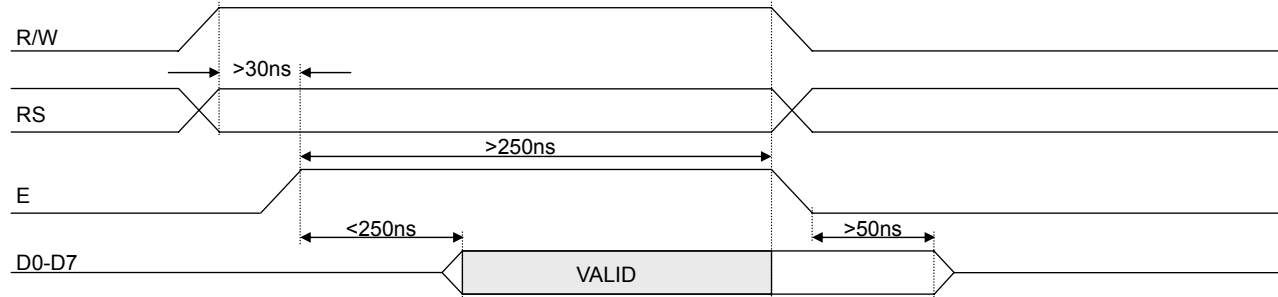 R/W
>30ns
RS
>250ns
E
<250ns
>50ns
D0-D7
VALID